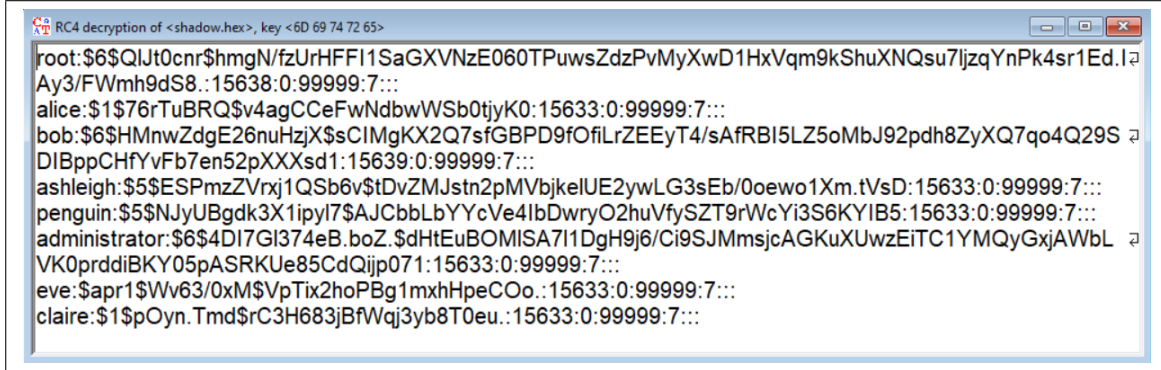 RC4 decryption of <shadow.hex>, key <6D 69 74 72 65>
root:$6$QlJt0cnr$hmgN/fzUrHFFI1SaGXVNzE060TPuwsZdzPvMyXwD1HxVqm9kShuXNQsu7ljzqYnPk4sr1Ed.I
Ay3/FWmh9dS8.:15638:0:99999:7:::
alice:$1$76rTuBRQ$v4agCCeFwNdbwWSb0tjyK0:15633:0:99999:7:::
bob:$6$HMnwZdgE26nuHzjX$sCIMgKX2Q7sfGBPD9fOfiLrZEEyT4/sAfRBI5LZ5oMbJ92pdh8ZyXQ7qo4Q29S
DIBppCHfYvFb7en52pXXXsd1:15639:0:99999:7:::
ashleigh:$5$ESPmzZVrxj1QSb6v$tDvZMJstn2pMVbjkelUE2ywLG3sEb/0oewo1Xm.tVsD:15633:0:99999:7:::
penguin:$5$NJyUBgdk3X1ipyl7$AJCbbLbYYcVe4IbDwryO2huVfySZT9rWcYi3S6KYIB5:15633:0:99999:7:::
administrator:$6$4DI7Gl374eB.boZ.$dHtEuBOMlSA7l1DgH9j6/Ci9SJMmsjcAGKuXUwzEiTC1YMQyGxjAWbL
VK0prddiBKY05pASRKUe85CdQijp071:15633:0:99999:7:::
eve:$apr1$Wv63/0xM$VpTix2hoPBg1mxhHpeCOo.:15633:0:99999:7:::
claire:$1$pOyn.Tmd$rC3H683jBfWqj3yb8T0eu.:15633:0:99999:7:::